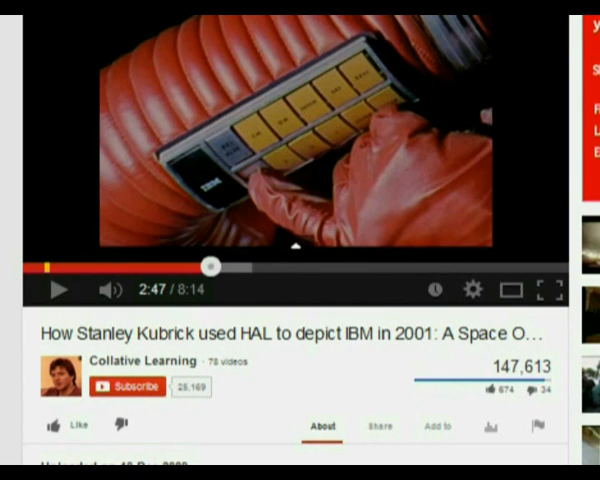 IBM
2:47 / 8:14
How Stanley Kubrick used HAL to depict IBM in 2001: A Space O...
Collative Learning · 78 videos
Subscribe 25,169
147,613
674 34
Like
About Share Add to